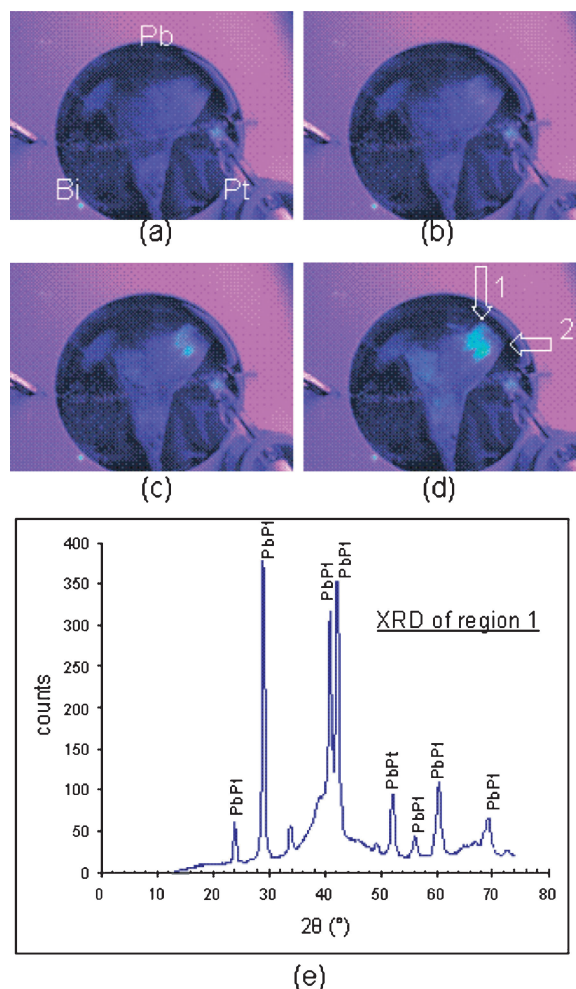 Pb
Bi
Pt
(a)
(b)
1
2
(c)
(d)
400
350
300
250
200
150
100
50
0
counts
PbPt
PbPt
PbPt
PbPt
PbPt
PbPt
PbPt
PbPt
XRD of region 1
0 10 20 30 40 50 60 70 80
2θ (°)
(e)